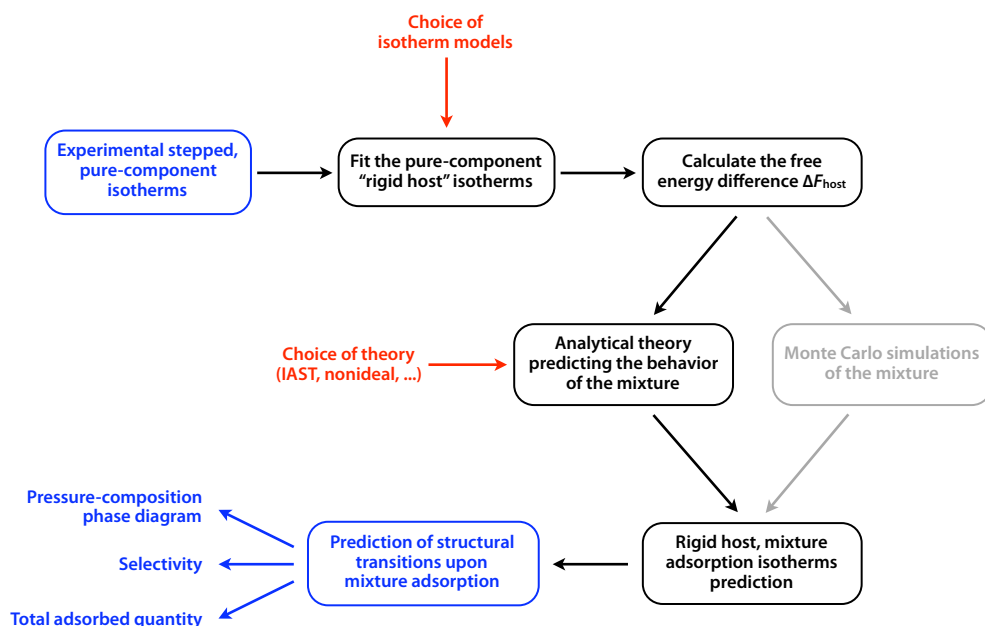 Choice of
isotherm models
Experimental stepped,
pure-component
isotherms
Fit the pure-component
“rigid host” isotherms
Calculate the free
energy difference ΔFhost
Choice of theory
(IAST, nonideal, ...)
Analytical theory
predicting the behavior
of the mixture
Monte Carlo simulations
of the mixture
Pressure-composition
phase diagram
Selectivity
Total adsorbed quantity
Prediction of structural
transitions upon
mixture adsorption
Rigid host, mixture
adsorption isotherms
prediction